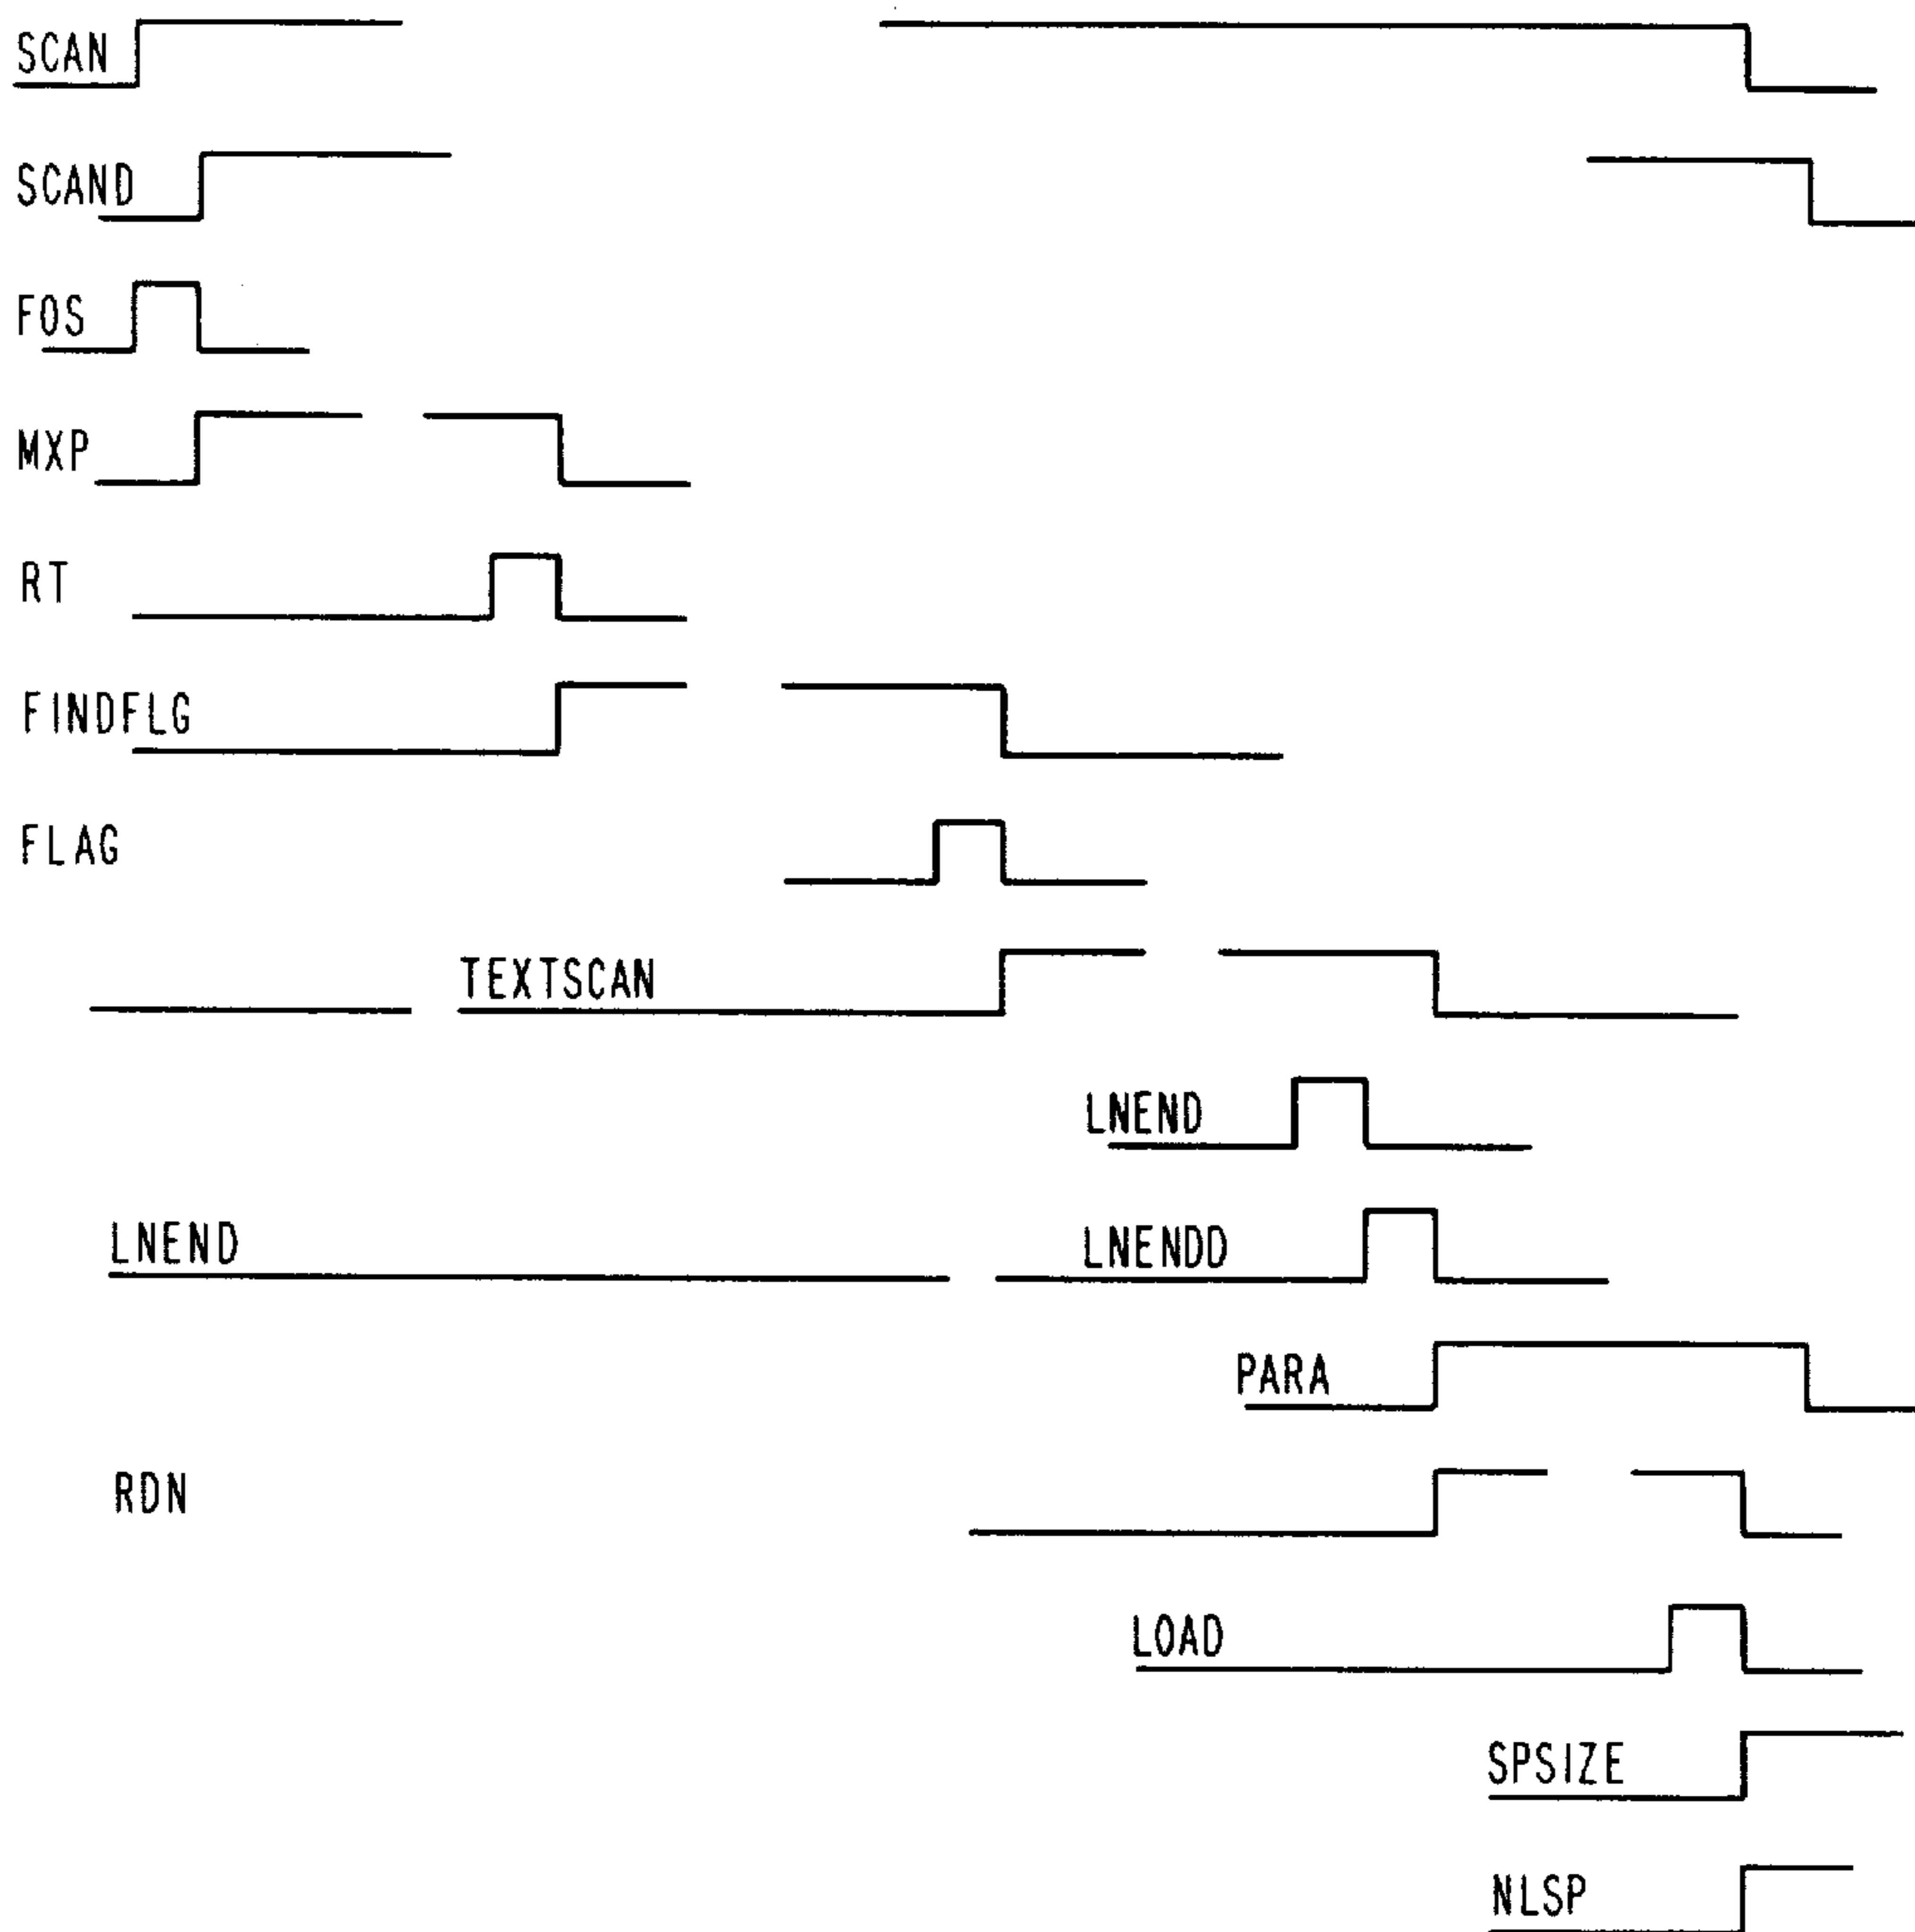 SCAN
SCAND
FOS
MXP
RT
FINDFLG
FLAG
TEXTSCAN
LNEND
LNEND LNENDD
PARA
RDN
LOAD
SPSIZE
NLSP